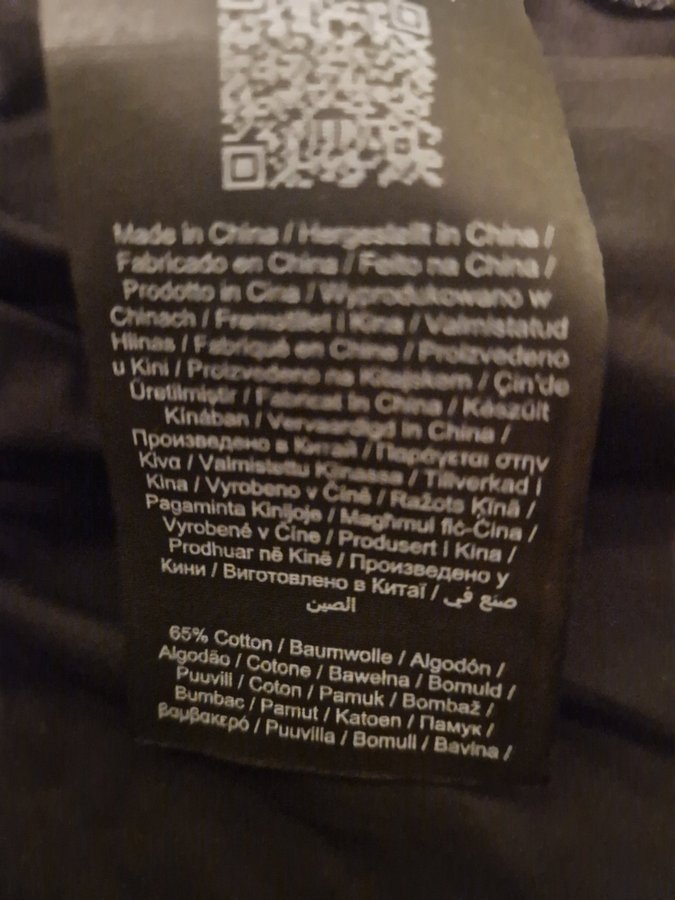 Made in China / Hergestellt in China /
Fabricado en China / Feito na China /
Prodotto in Cina / Wyprodukowano w
Chinach / Fremstillet i Kina / Valmistatud
Hiinas / Fabriqué en Chine / Proizvedeno
u Kini / Proizvedeno na Kitajskem / Çin'de
Üretilmiştir / Fabricat in China / Készült
Kínában / Vervaardigd in China /
Произведено в Китай / Παράγεται στην
Κίνα / Valmistettu Kiinassa / Tillverkad i
Kina / Vyrobeno v Číně / Ražots Ķīnā /
Pagaminta Kinijoje / Magħmul fiċ-Ċina /
Vyrobené v Číne / Produsert i Kina /
Prodhuar në Kinë / Произведено у
Кини / Виготовлено в Китаї / صنع في
الصين
65% Cotton / Baumwolle / Algodón /
Algodão / Cotone / Bawełna / Bomuld /
Puuvill / Coton / Pamuk / Bombaž /
Bumbac / Pamut / Katoen / Памук /
βαμβακερό / Puuvilla / Bomull / Bavlna /